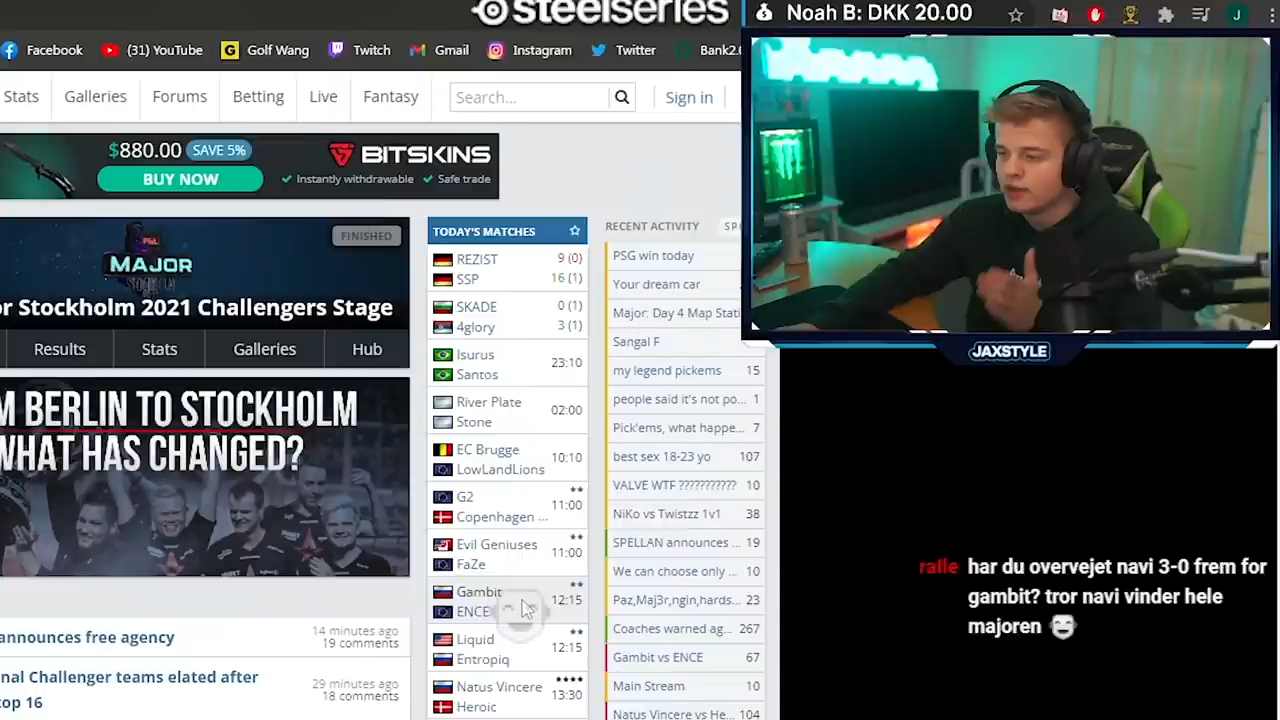 steelseries
Noah B: DKK 20.00
J
Facebook
(31) YouTube
Golf Wang
Twitch
Gmail
Instagram
Twitter
Bank2.
Stats
Galleries
Forums
Betting
Live
Fantasy
Search...
Sign in
$880.00 SAVE 5%
BUY NOW
BITSKINS
Instantly withdrawable
Safe trade
FINISHED
MAJOR
STOCKHOLM
or Stockholm 2021 Challengers Stage
Results
Stats
Galleries
Hub
M BERLIN TO STOCKHOLM
WHAT HAS CHANGED?
announces free agency
14 minutes ago
19 comments
nal Challenger teams elated after
top 16
29 minutes ago
18 comments
TODAY'S MATCHES
REZIST 9 (0)
SSP 16 (1)
SKADE 0 (1)
4glory 3 (1)
Isurus
23:10
Santos
River Plate
02:00
Stone
EC Brugge
10:10
LowLandLions
G2
11:00
Copenhagen ...
Evil Geniuses
11:00
FaZe
Gambit
12:15
ENCE
Liquid
12:15
Entropiq
Natus Vincere
13:30
Heroic
RECENT ACTIVITY
SPO
PSG win today
Your dream car
Major: Day 4 Map Stati
Sangal F
my legend pickems 15
people said it's not po... 1
Pick'ems, what happe... 7
best sex 18-23 yo 107
VALVE WTF ??????????? 10
NiKo vs Twistzz 1v1 38
SPELLAN announces ... 19
We can choose only ... 10
Paz,Maj3r,ngin,hards... 23
Coaches warned ag... 267
Gambit vs ENCE 67
Main Stream 10
Natus Vincere vs He... 104
JAXSTYLE
ralle har du overvejet navi 3-0 frem for
gambit? tror navi vinder hele
majoren